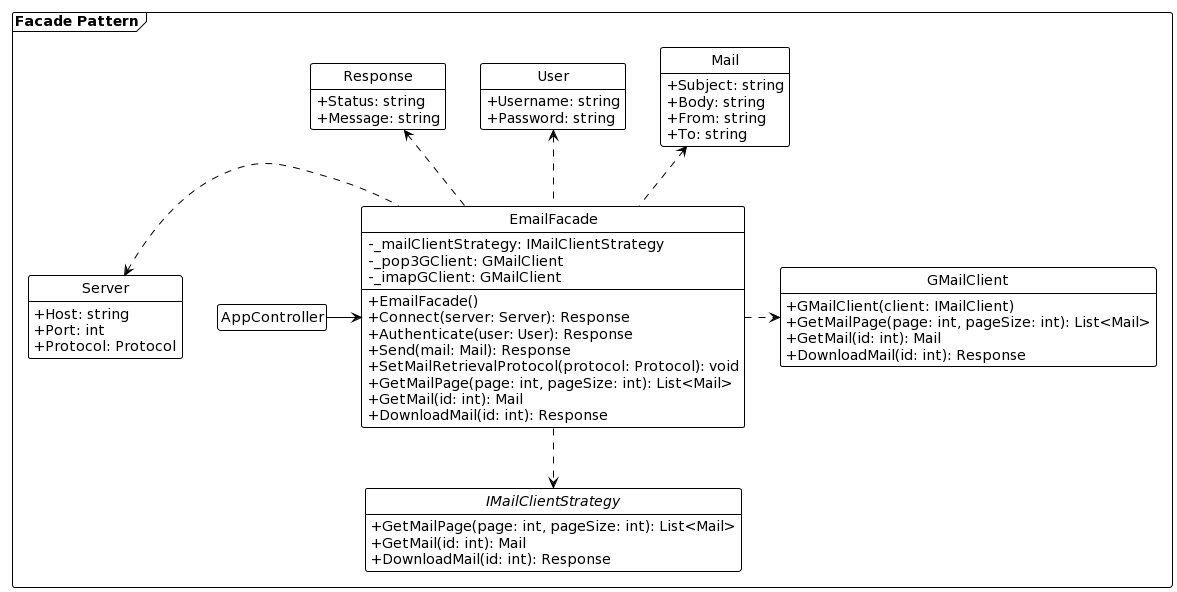 Facade Pattern
Response
+Status: string
+Message: string
User
+Username: string
+Password: string
Mail
+Subject: string
+Body: string
+From: string
+To: string
Server
+Host: string
+Port: int
+Protocol: Protocol
AppController
EmailFacade
-_mailClientStrategy: IMailClientStrategy
-_pop3GClient: GMailClient
-_imapGClient: GMailClient
+EmailFacade()
+Connect(server: Server): Response
+Authenticate(user: User): Response
+Send(mail: Mail): Response
+SetMailRetrievalProtocol(protocol: Protocol): void
+GetMailPage(page: int, pageSize: int): List<Mail>
+GetMail(id: int): Mail
+DownloadMail(id: int): Response
GMailClient
+GMailClient(client: IMailClient)
+GetMailPage(page: int, pageSize: int): List<Mail>
+GetMail(id: int): Mail
+DownloadMail(id: int): Response
IMailClientStrategy
+GetMailPage(page: int, pageSize: int): List<Mail>
+GetMail(id: int): Mail
+DownloadMail(id: int): Response